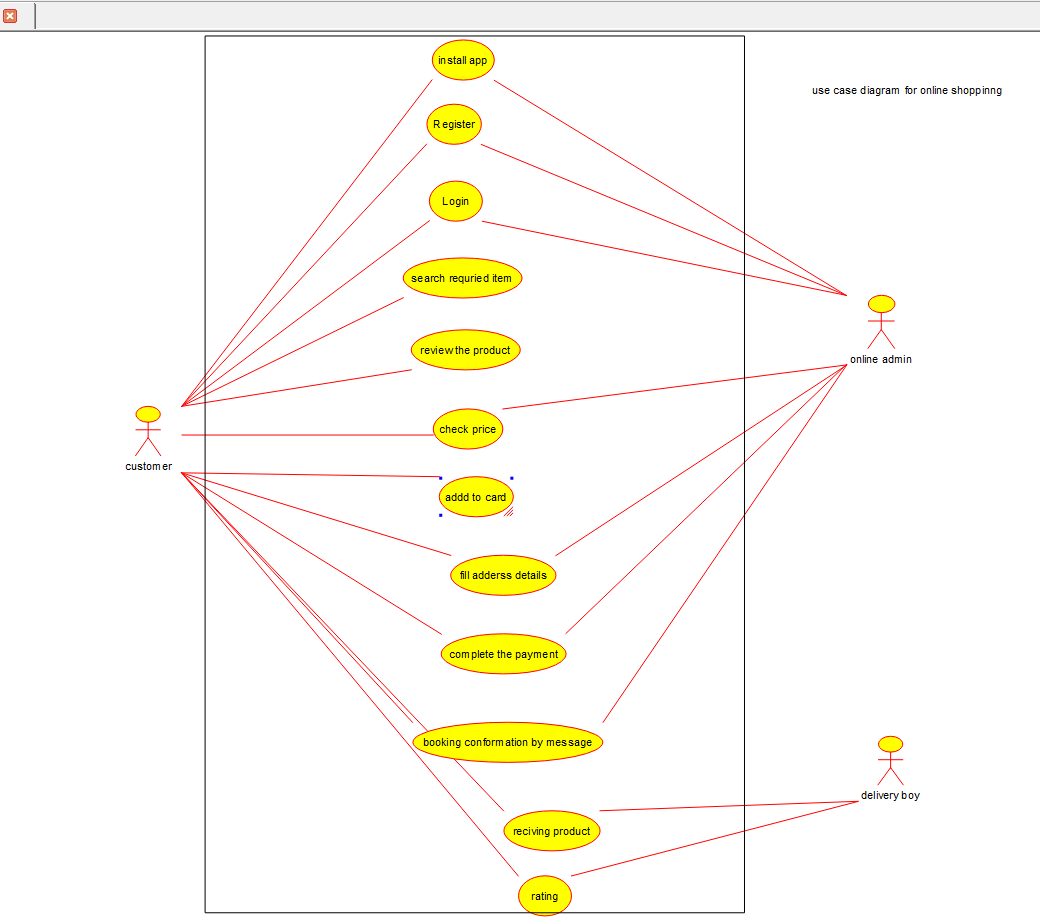 install app
use case diagram for online shoppinng
Register
Login
search requried item
online admin
review the product
check price
customer
addd to card
fill aderss details
complete the payment
booking conformation by message
delivery boy
reciving product
rating